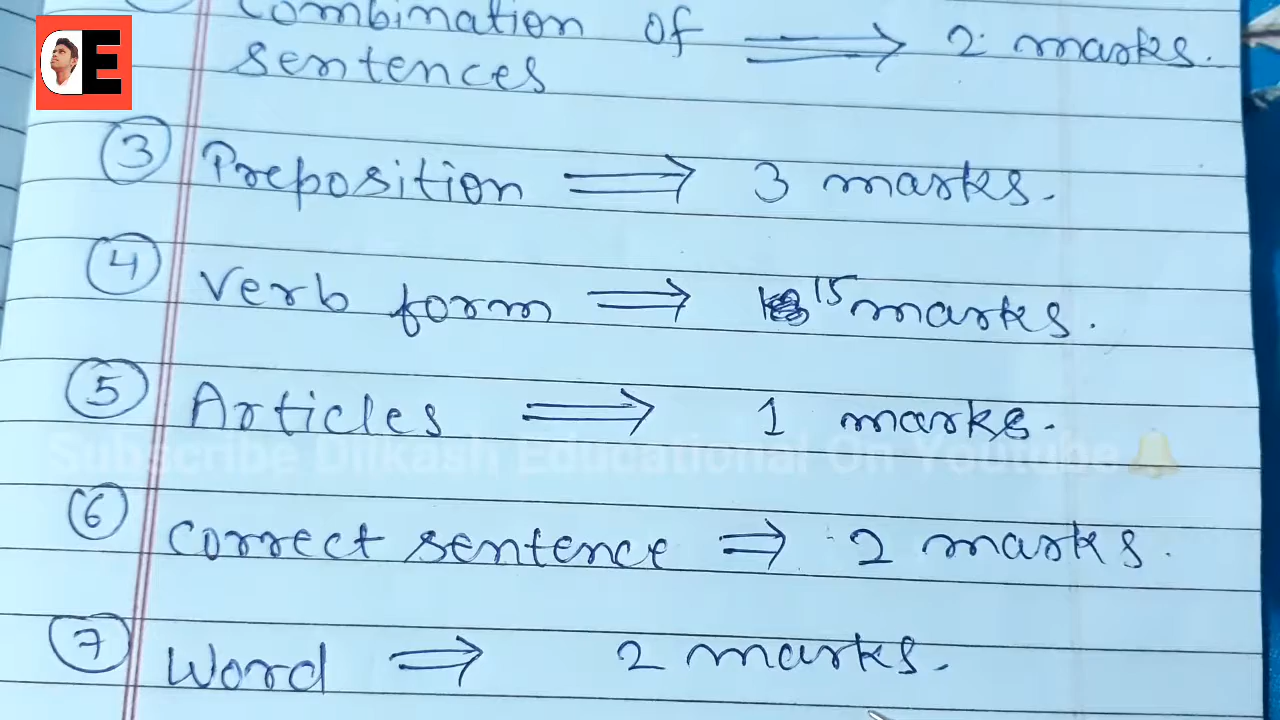 Combination of ⟹ 2 marks.
sentences
③ Preposition ⟹ 3 marks.
④ Verb form ⟹ 15 marks.
⑤ Articles ⟹ 1 marks.
Subscribe Dilkash Educational On Youtube
⑥ Correct sentence ⟹ 2 marks.
⑦ Word ⟹ 2 marks.
E